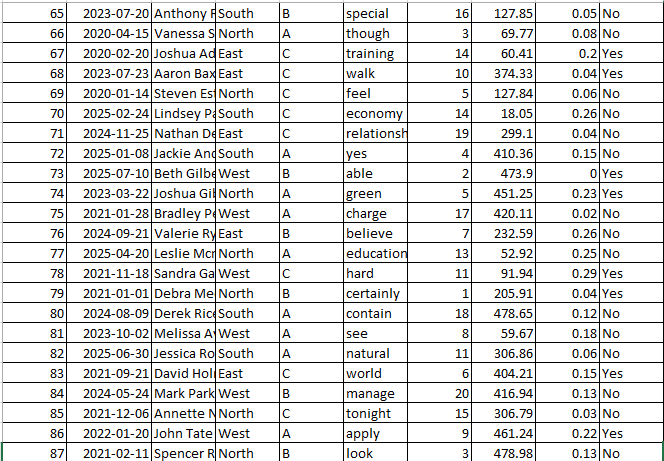 65 2023-07-20 Anthony F South B special 16 127.85 0.05 No
66 2020-04-15 Vanessa S North A though 3 69.77 0.08 No
67 2020-02-20 Joshua Ad East C training 14 60.41 0.2 Yes
68 2023-07-23 Aaron Bax East C walk 10 374.33 0.04 Yes
69 2020-01-14 Steven Est North C feel 5 127.84 0.06 No
70 2025-02-24 Lindsey Pa South C economy 14 18.05 0.26 No
71 2024-11-25 Nathan De East C relationsh 19 299.1 0.04 No
72 2025-01-08 Jackie And South A yes 4 410.36 0.15 No
73 2025-07-10 Beth Gilbe West B able 2 473.9 0 Yes
74 2023-03-22 Joshua Gil North A green 5 451.25 0.23 Yes
75 2021-01-28 Bradley Pe West A charge 17 420.11 0.02 No
76 2024-09-21 Valerie Ry East B believe 7 232.59 0.26 No
77 2025-04-20 Leslie Mcr North A education 13 52.92 0.25 No
78 2021-11-18 Sandra Ga West C hard 11 91.94 0.29 Yes
79 2021-01-01 Debra Me North B certainly 1 205.91 0.04 Yes
80 2024-08-09 Derek Rice South A contain 18 478.65 0.12 No
81 2023-10-02 Melissa A West A see 8 59.67 0.18 No
82 2025-06-30 Jessica Ro South A natural 11 306.86 0.06 No
83 2021-09-21 David Hol East C world 6 404.21 0.15 Yes
84 2024-05-24 Mark Park West B manage 20 416.94 0.13 No
85 2021-12-06 Annette N North C tonight 15 306.79 0.03 No
86 2022-01-20 John Tate West A apply 9 461.24 0.22 Yes
87 2021-02-11 Spencer R North B look 3 478.98 0.13 No